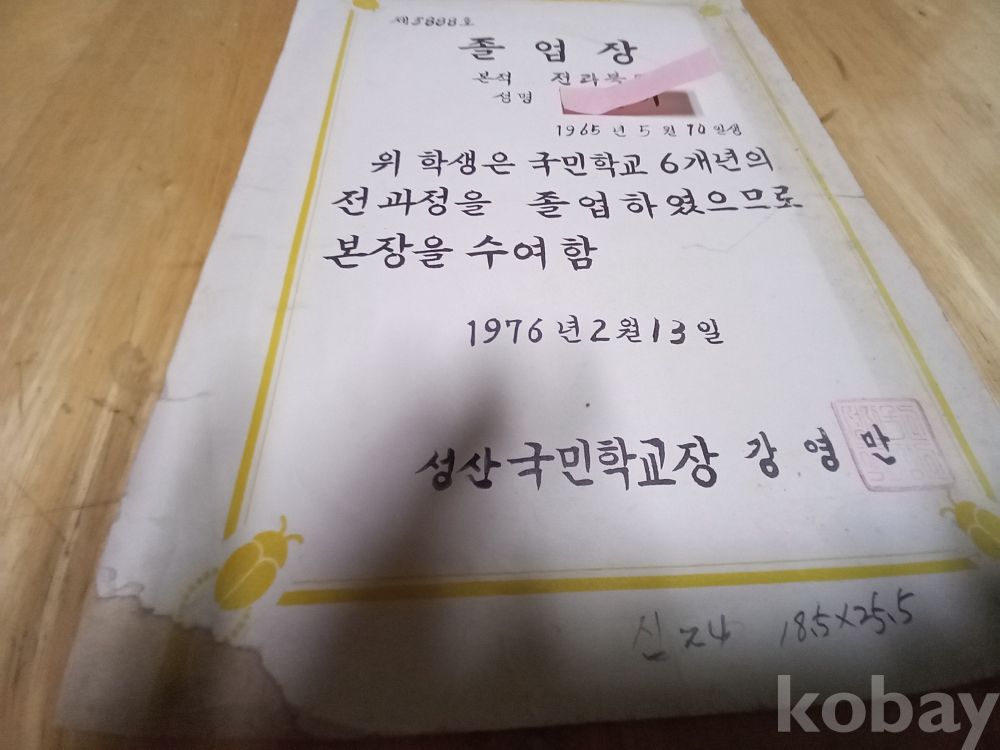 제5888호
졸 업 장
본적 전라북
성명
1965년 5월 10일생
위 학생은 국민학교 6개년의
전과정을 졸업하였으므로
본장을 수여함
1976년 2월 13일
성산국민학교장 강영만
신 ㅈ4 18.5×25.5
kobay